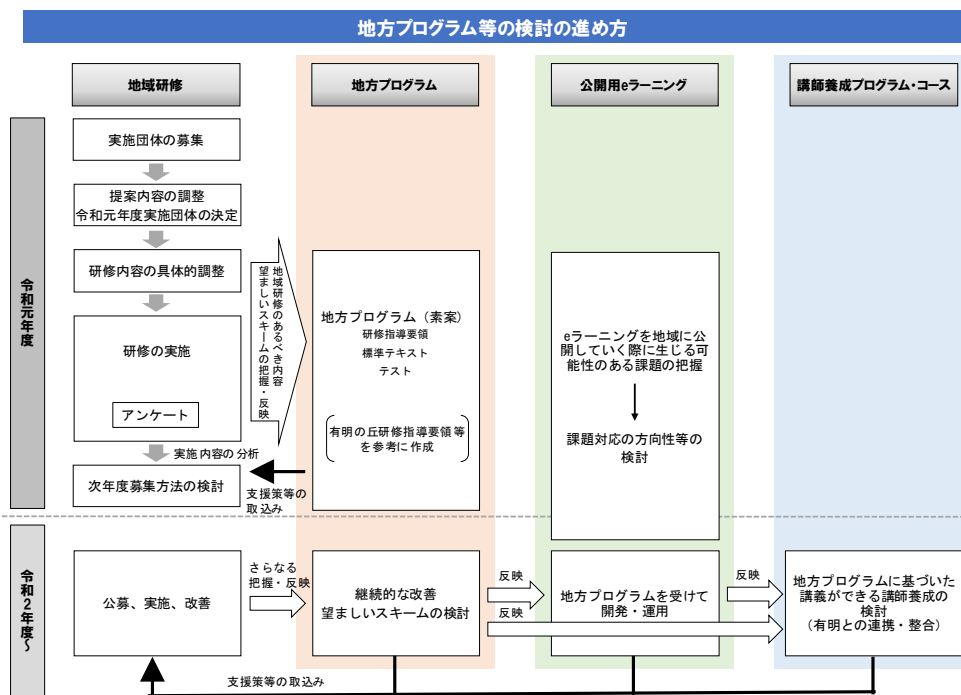 地方プログラム等の検討の進め方
地域研修
地方プログラム
公開用eラーニング
講師養成プログラム・コース
令和元年度
実施団体の募集
提案内容の調整
令和元年度実施団体の決定
研修内容の具体的調整
研修の実施
アンケート
実施内容の分析
次年度募集方法の検討
地域研修のあるべき内容
望ましいスキームの把握・反映
地方プログラム（素案）
研修指導要領
標準テキスト
テスト
有明の丘研修指導要領等
を参考に作成
支援策等の
取込み
eラーニングを地域に公
開していく際に生じる可
能性のある課題の把握
課題対応の方向性等の
検討
令和２年度～
公募、実施、改善
さらなる
把握・反映
継続的な改善
望ましいスキームの検討
反映
反映
地方プログラムを受けて
開発・運用
反映
地方プログラムに基づいた
講義ができる講師養成の
検討
（有明との連携・整合）
支援策等の取込み